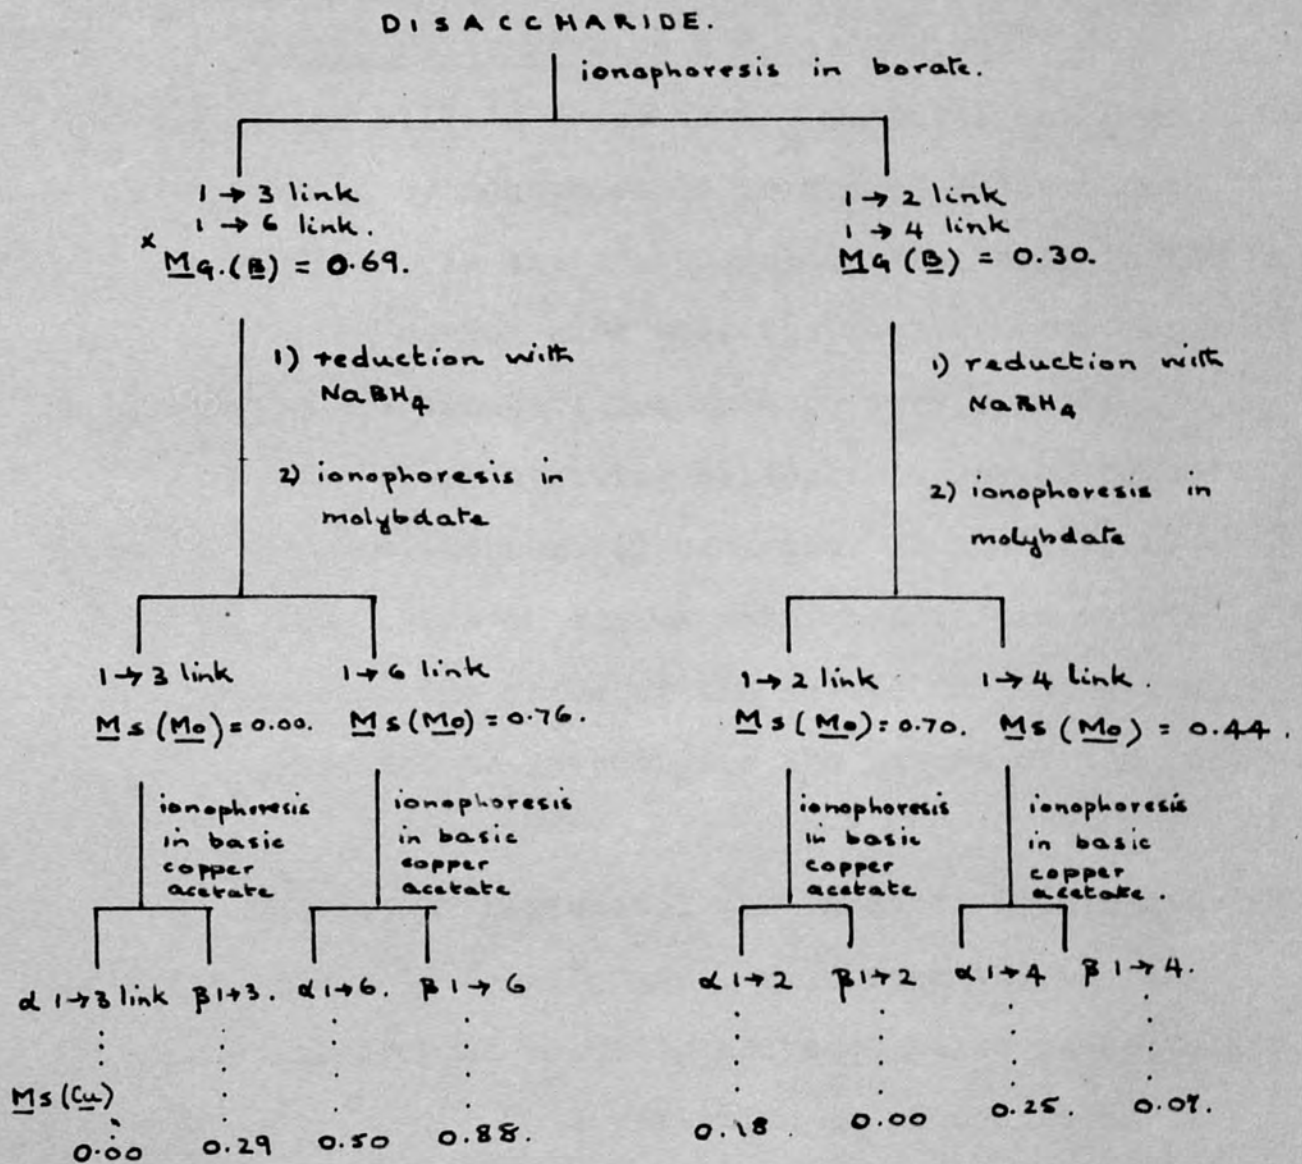 DISACCHARIDE.
ionophoresis in borate.
1 → 3 link
1 → 6 link.
x MG.(B) = 0.69.
1 → 2 link
1 → 4 link
MG (B) = 0.30.
1) reduction with
NaBH4
2) ionophoresis in
molybdate
1) reduction with
NaBH4
2) ionophoresis in
molybdate
1 → 3 link
Ms (Mo) = 0.00.
1 → 6 link
Ms (Mo) = 0.76.
1 → 2 link
Ms (Mo) = 0.70.
1 → 4 link.
Ms (Mo) = 0.44.
ionophoresis
in basic
copper
acetate
ionophoresis
in basic
copper
acetate
ionophoresis
in basic
copper
acetate
ionophoresis
in basic
copper
acetate.
α 1 → 3 link β 1 → 3. α 1 → 6. β 1 → 6
α 1 → 2 β 1 → 2 α 1 → 4 β 1 → 4.
Ms (Cu)
0.00 0.29 0.50 0.88.
0.18. 0.00 0.25. 0.07.